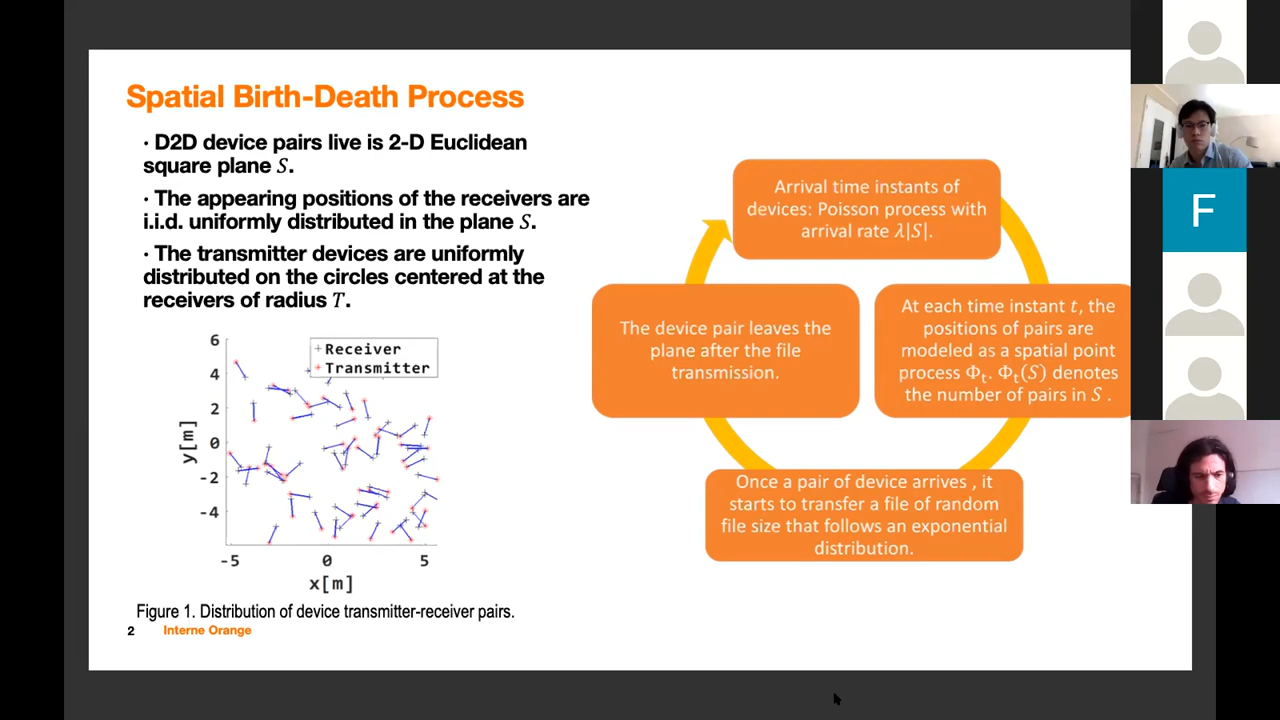 Spatial Birth-Death Process
· D2D device pairs live is 2-D Euclidean
square plane S.
· The appearing positions of the receivers are
i.i.d. uniformly distributed in the plane S.
· The transmitter devices are uniformly
distributed on the circles centered at the
receivers of radius T.
6
4
2
0
-2
-4
y[m]
Receiver
Transmitter
-5
0
5
x[m]
Figure 1. Distribution of device transmitter-receiver pairs.
2
Interne Orange
Arrival time instants of
devices: Poisson process with
arrival rate λ|S|.
At each time instant t, the
positions of pairs are
modeled as a spatial point
process Φt. Φt(S) denotes
the number of pairs in S .
Once a pair of device arrives , it
starts to transfer a file of random
file size that follows an exponential
distribution.
The device pair leaves the
plane after the file
transmission.
F